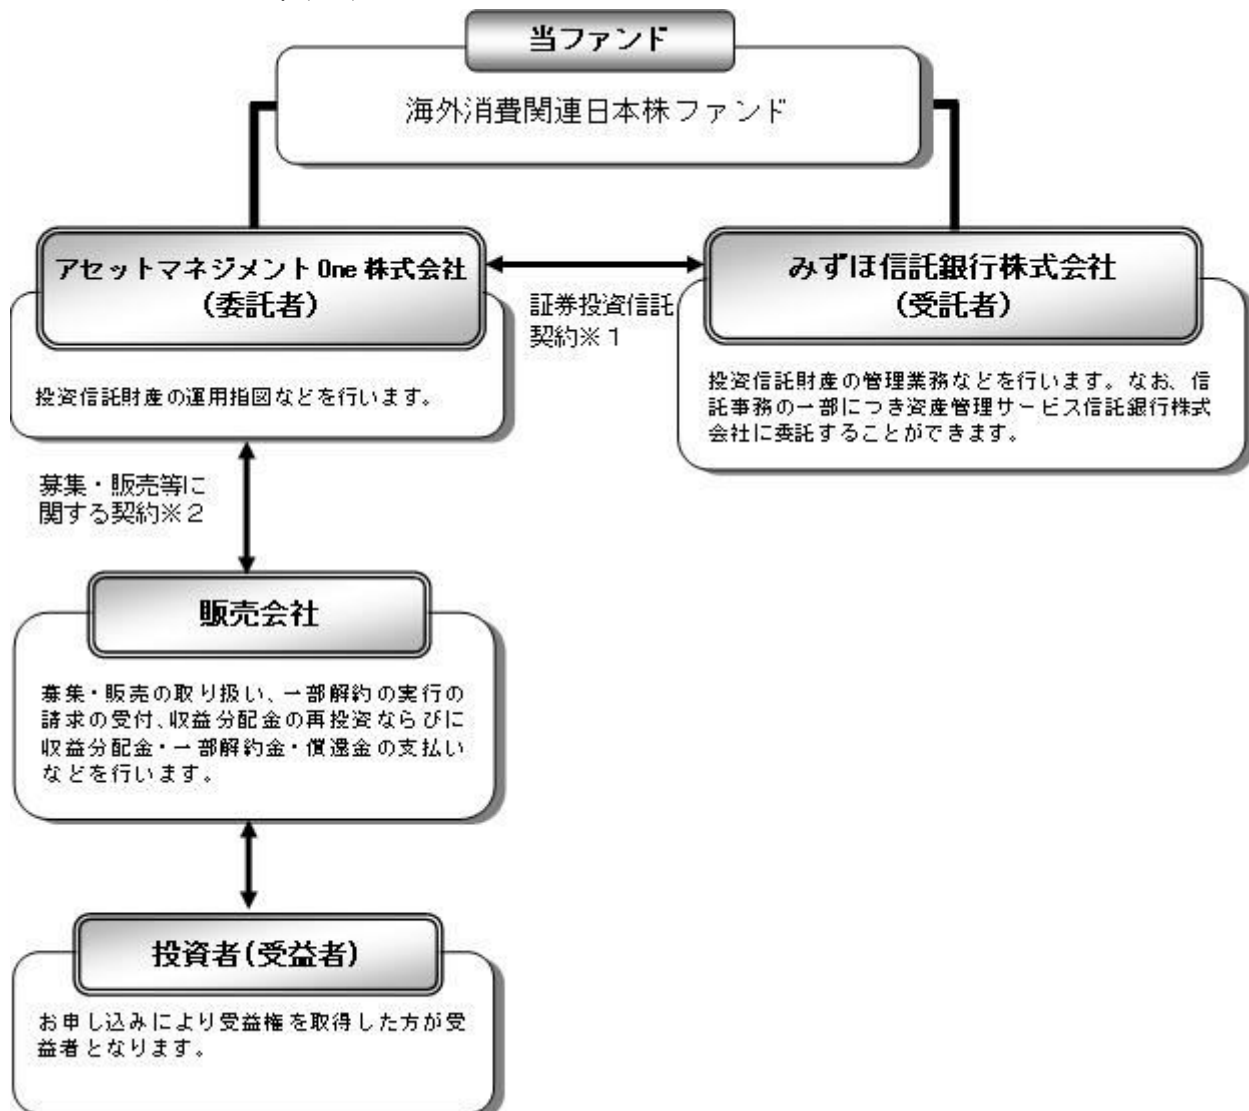 当ファンド
海外消費関連日本株ファンド
アセットマネジメントOne 株式会社
(委託者)
投資信託財産の運用指図などを行います。
証券投資信託
契約※１
みずほ信託銀行株式会社
(受託者)
投資信託財産の管理業務などを行います。なお、信
託事務の一部につき資産管理サービス信託銀行株式
会社に委託することができます。
募集・販売等に
関する契約※２
販売会社
募集・販売の取り扱い、一部解約の実行の
請求の受付、収益分配金の再投資ならびに
収益分配金・一部解約金・償還金の支払い
などを行います。
投資者(受益者)
お申し込みにより受益権を取得した方が受
益者となります。